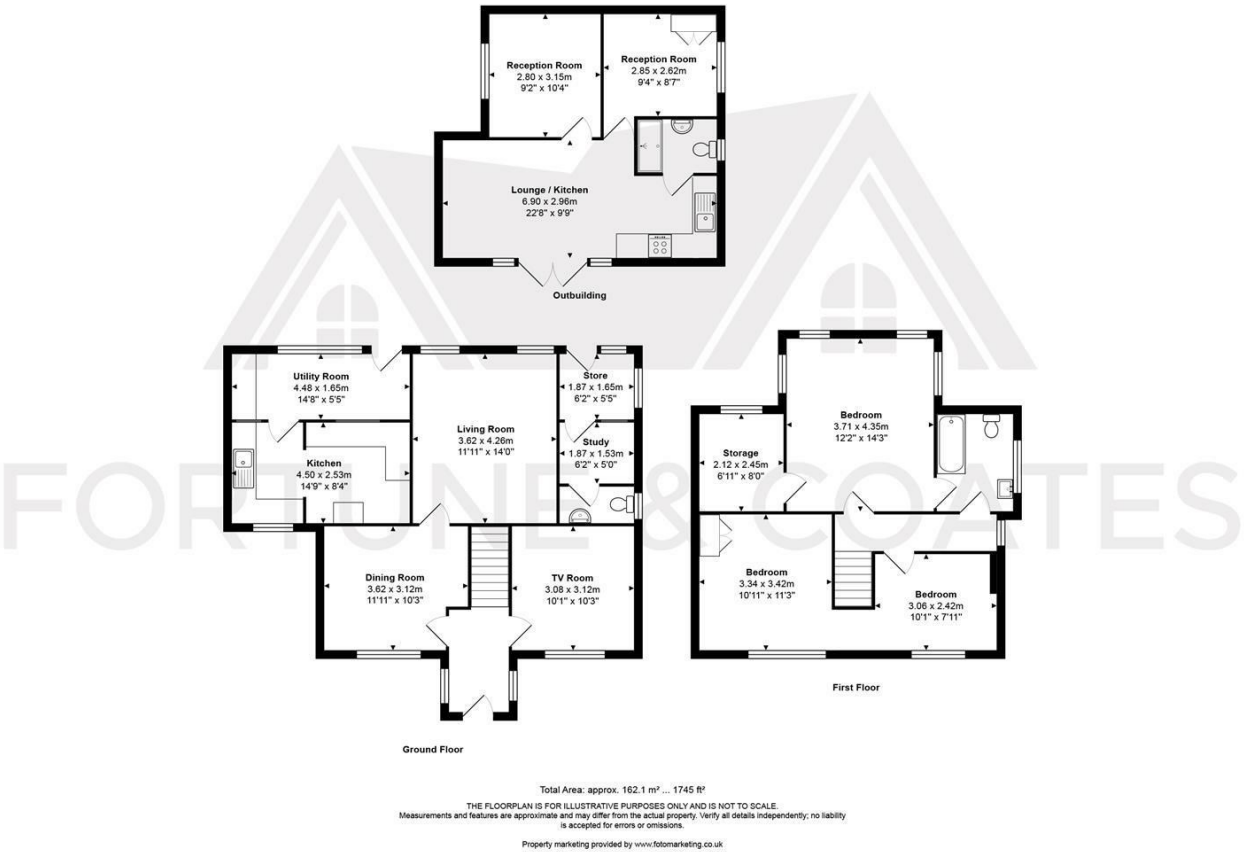 Reception Room
2.80 x 3.15m
9'2" x 10'4"
Reception Room
2.85 x 2.62m
9'4" x 8'7"
Lounge / Kitchen
6.90 x 2.96m
22'8" x 9'9"
Outbuilding
Utility Room
4.48 x 1.65m
14'8" x 5'5"
Store
1.87 x 1.65m
6'2" x 5'5"
Living Room
3.62 x 4.26m
11'11" x 14'0"
Study
1.87 x 1.53m
6'2" x 5'0"
Kitchen
4.50 x 2.53m
14'9" x 8'4"
Dining Room
3.62 x 3.12m
11'11" x 10'3"
TV Room
3.08 x 3.12m
10'1" x 10'3"
Ground Floor
Bedroom
3.71 x 4.35m
12'2" x 14'3"
Storage
2.12 x 2.45m
6'11" x 8'0"
Bedroom
3.34 x 3.42m
10'11" x 11'3"
Bedroom
3.06 x 2.42m
10'1" x 7'11"
First Floor
FORTUNE & COATES
Total Area: approx. 162.1 m² ... 1745 ft²
THE FLOORPLAN IS FOR ILLUSTRATIVE PURPOSES ONLY AND IS NOT TO SCALE.
Measurements and features are approximate and may differ from the actual property. Verify all details independently; no liability
is accepted for errors or omissions.
Property marketing provided by www.fotomarketing.co.uk